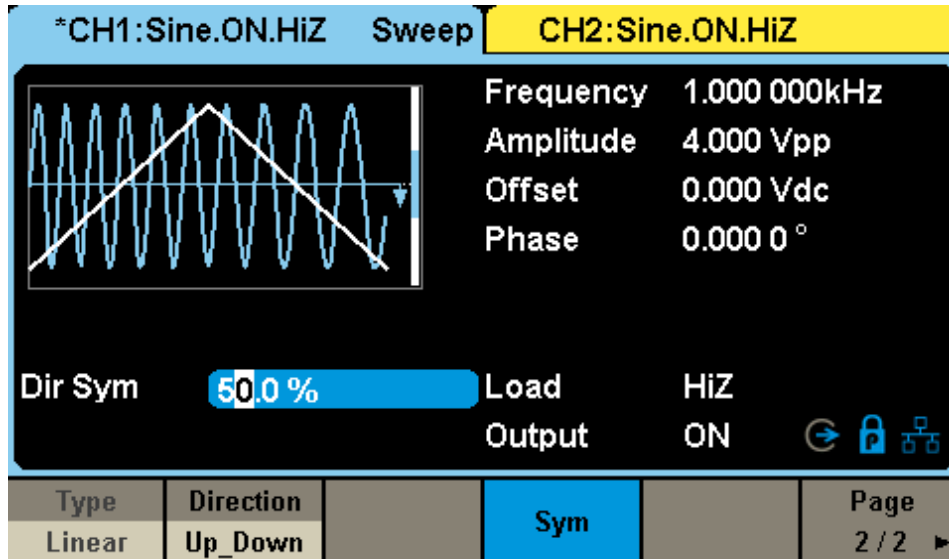 *CH1:Sine.ON.HiZ Sweep CH2:Sine.ON.HiZ
Frequency 1.000 000kHz
Amplitude 4.000 Vpp
Offset 0.000 Vdc
Phase 0.000 0 °
Dir Sym 50.0 % Load HiZ
Output ON P
Type Direction Sym Page
Linear Up_Down 2 / 2